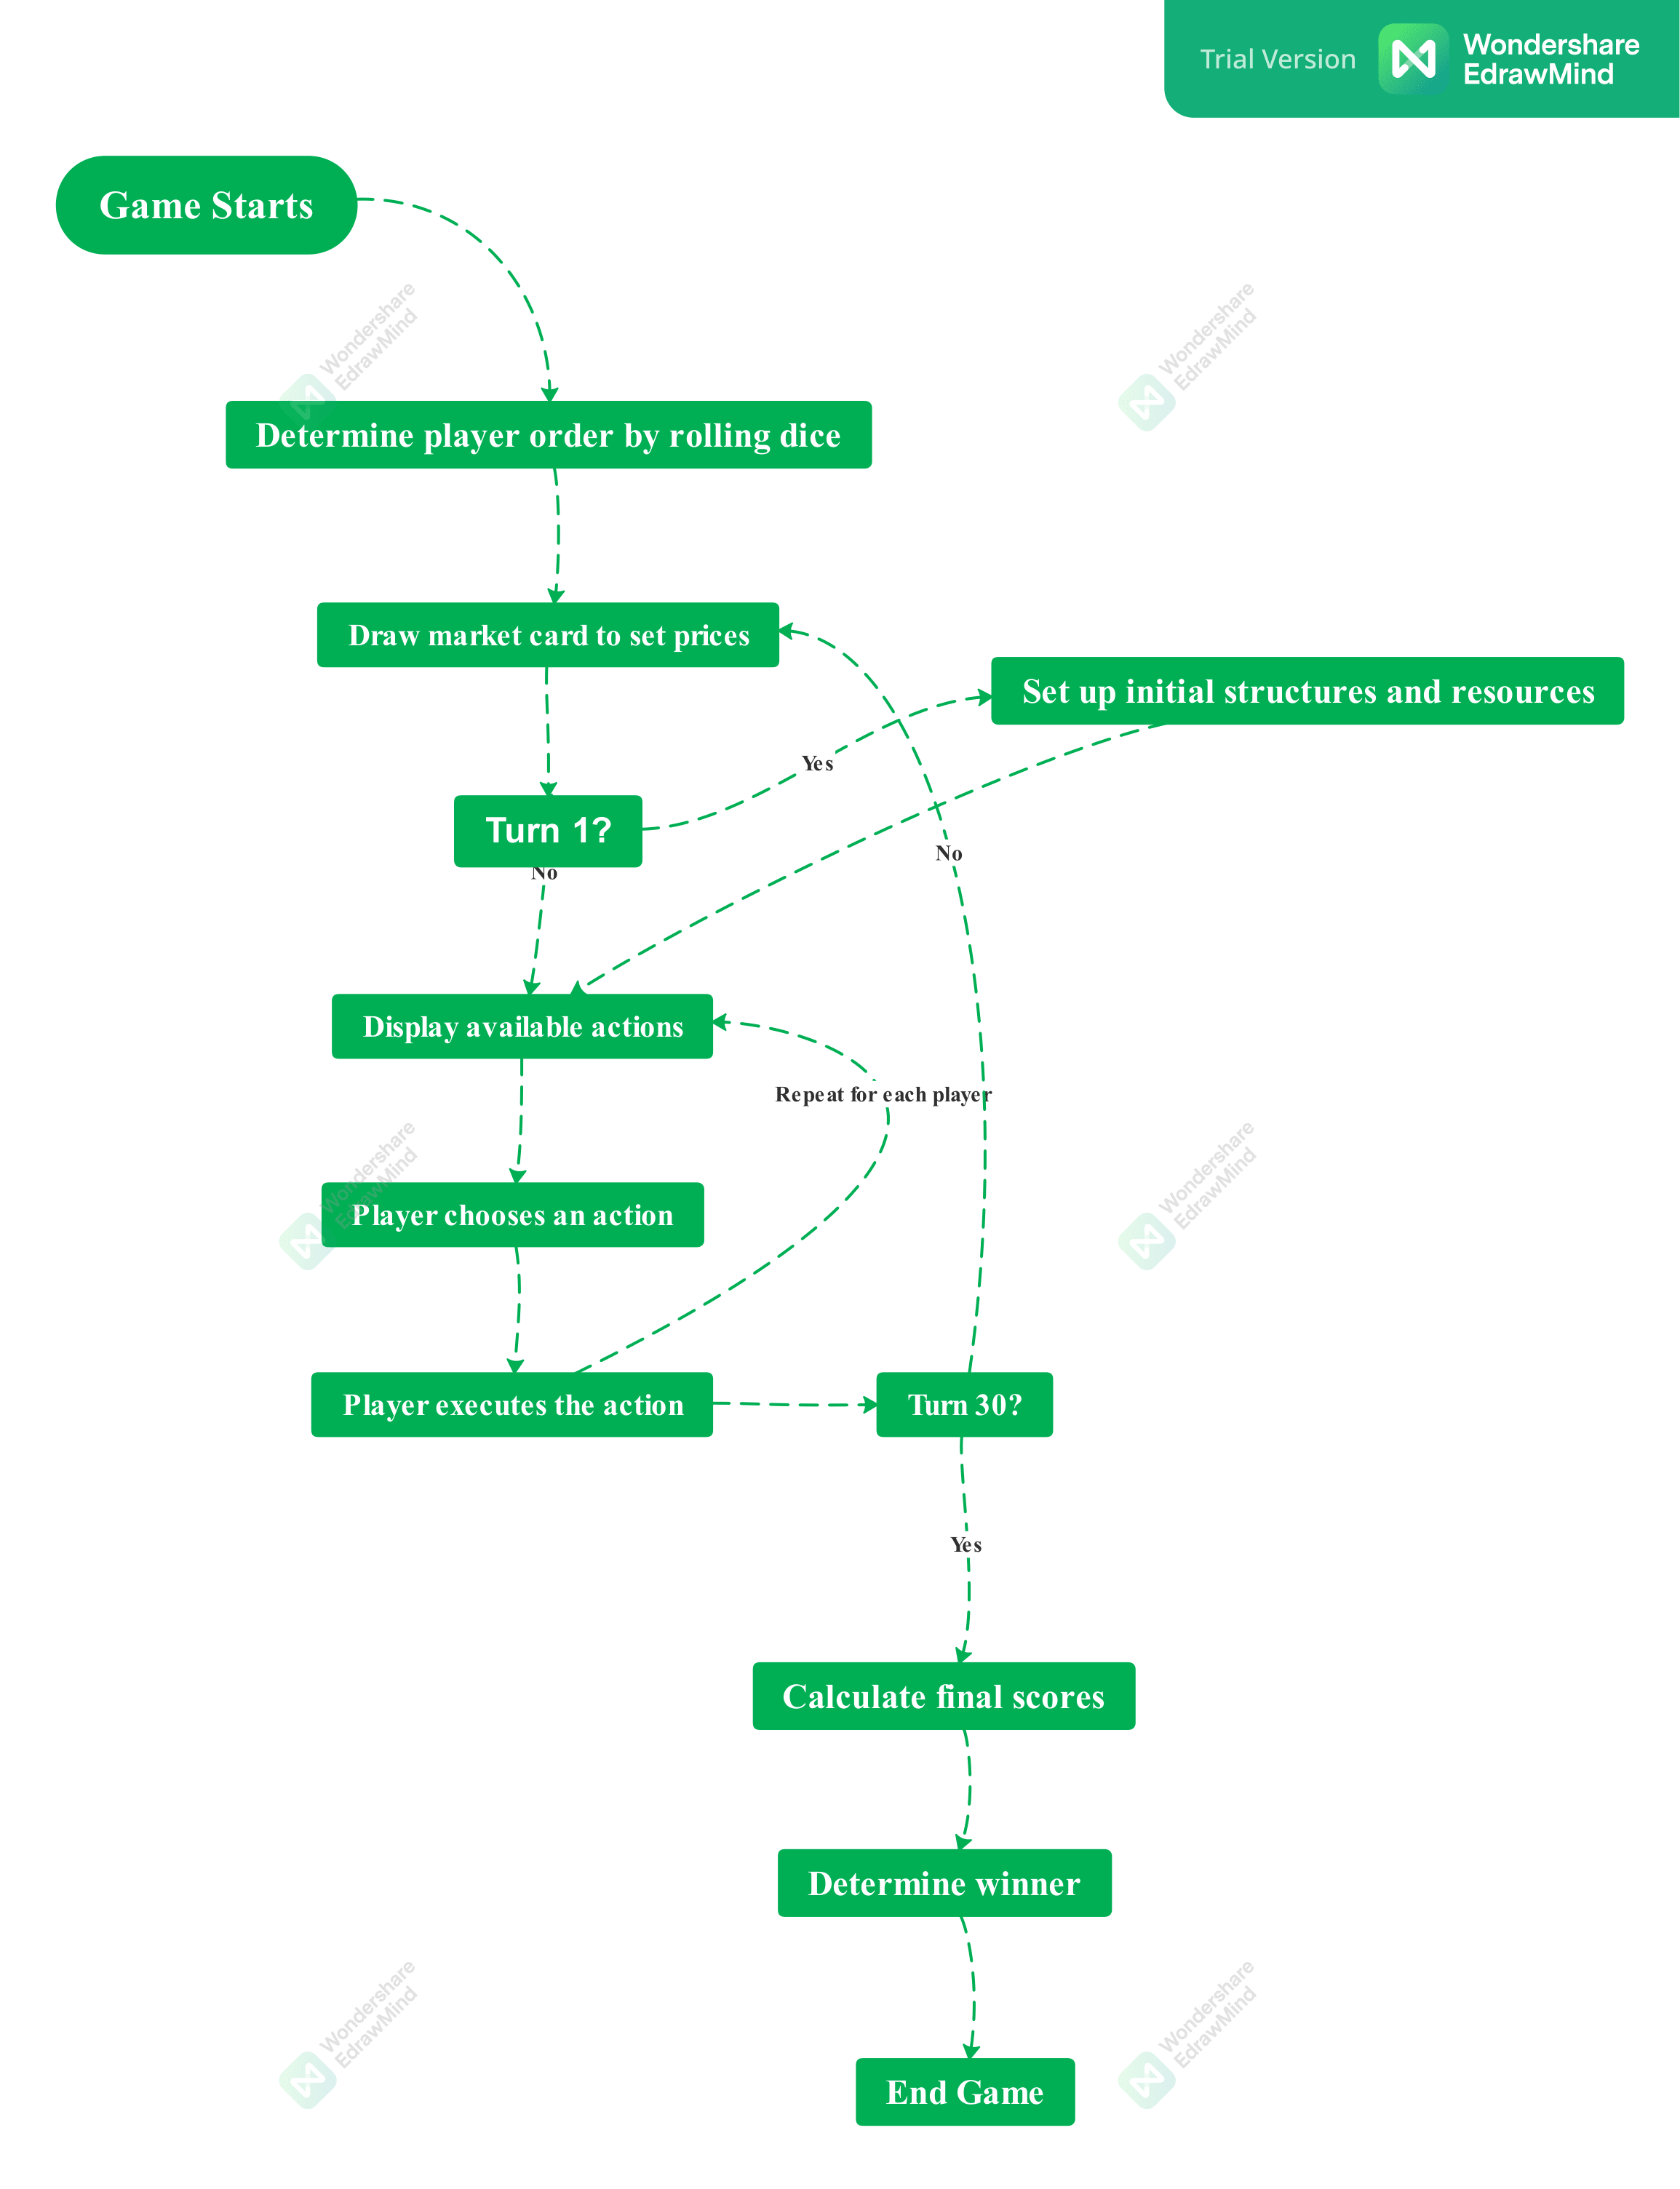 Trial Version
Wondershare
EdrawMind
Game Starts
Wondershare
EdrawMind
Wondershare
EdrawMind
Determine player order by rolling dice
Draw market card to set prices
Set up initial structures and resources
Yes
Turn 1?
No
No
Display available actions
Repeat for each player
Wondershare
EdrawMind
Wondershare
EdrawMind
Player chooses an action
Player executes the action
Turn 30?
Yes
Calculate final scores
Determine winner
Wondershare
EdrawMind
Wondershare
EdrawMind
End Game